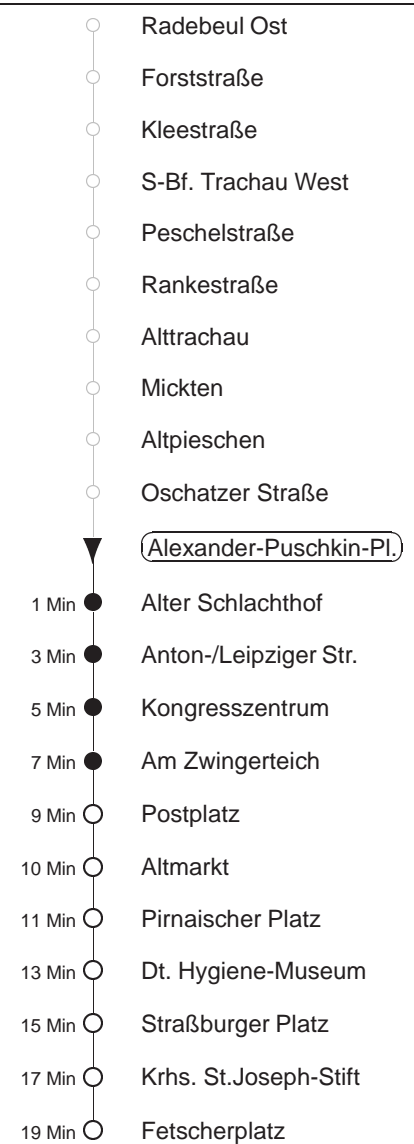 Radebeul Ost
Forststraße
Kleestraße
S-Bf. Trachau West
Peschelstraße
Rankestraße
Alttrachau
Mickten
Altpieschen
Oschatzer Straße
Alexander-Puschkin-Pl.
1 Min Alter Schlachthof
3 Min Anton-/Leipziger Str.
5 Min Kongresszentrum
7 Min Am Zwingerteich
9 Min Postplatz
10 Min Altmarkt
11 Min Pirnaischer Platz
13 Min Dt. Hygiene-Museum
15 Min Straßburger Platz
17 Min Krhs. St.Joseph-Stift
19 Min Fetscherplatz